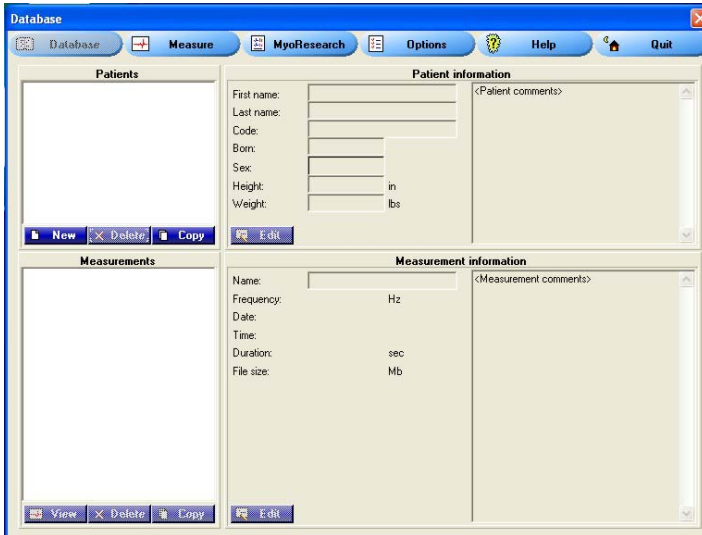 Database
Database Measure MyoResearch Options Help Quit
Patients
New Delete Copy
Patient information
First name:
Last name:
Code:
Born:
Sex:
Height: in
Weight: lbs
Edit
<Patient comments>
Measurements
View Delete Copy
Measurement information
Name:
Frequency: Hz
Date:
Time:
Duration: sec
File size: Mb
Edit
<Measurement comments>